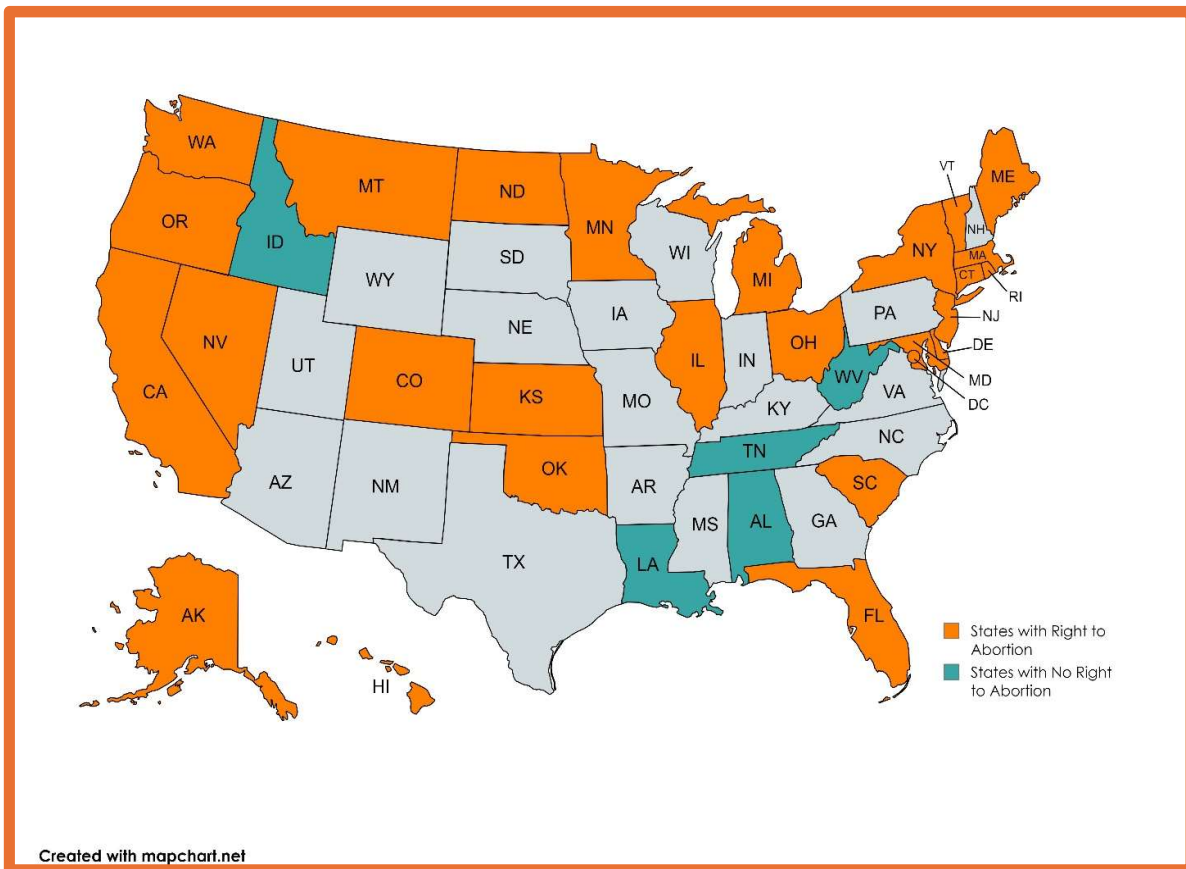 WA
MT
ND
MN
VT
ME
OR
ID
SD
WI
NH
NY
MA
WY
MI
CT
RI
IA
PA
NJ
NE
NV
OH
DE
UT
IL
IN
CO
WV
MD
CA
KS
MO
VA
DC
KY
NC
TN
OK
AZ
NM
AR
SC
MS
AL
GA
TX
LA
AK
FL
HI
States with Right to
Abortion
States with No Right
to Abortion
Created with mapchart.net